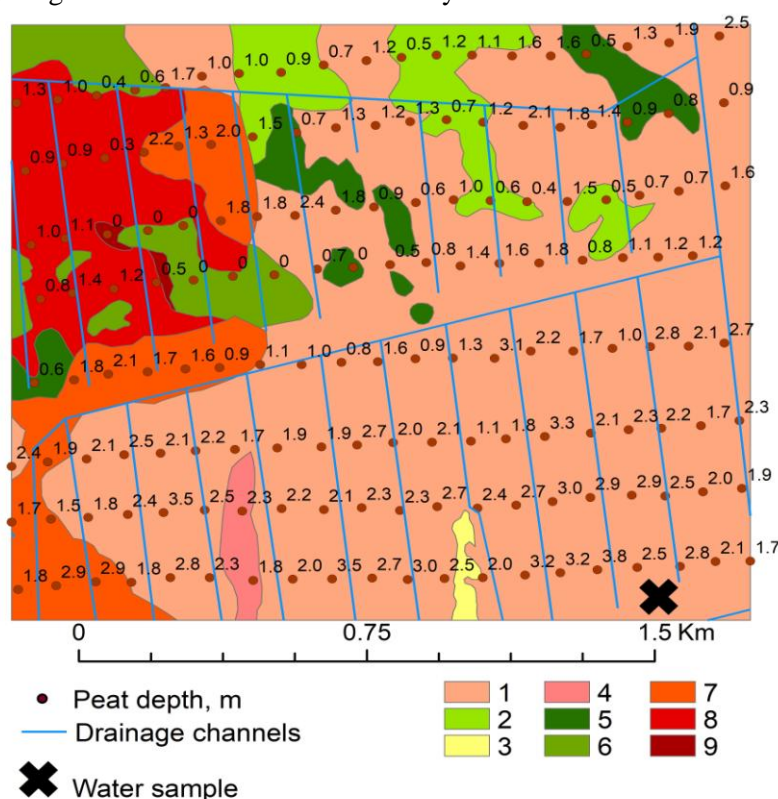 2.5
1.0 1.0 0.9 0.7 1.2 0.5 1.2 1.1 1.6 1.6 0.5 1.3 1.9
1.3 1.0 0.4 0.6 1.7
0.9
1.5 0.7 1.3 1.2 1.3 0.7 1.2 2.1 1.8 1.4 0.9 0.8
0.9 0.9 0.3 2.2 1.3 2.0
1.6
1.8 1.8 2.4 1.8 0.9 0.6 1.0 0.6 0.4 1.5 0.5 0.7 0.7
1.0 1.1 0 0 0
0.7 0 0.5 0.8 1.4 1.6 1.8 0.8 1.1 1.2 1.2
0.8 1.4 1.2 0.5 0 0 0
0.6 1.8 2.1 1.7 1.6 0.9 1.1 1.0 0.8 1.6 0.9 1.3 3.1 2.2 1.7 1.0 2.8 2.1 2.7
2.4 1.9 2.1 2.5 2.1 2.2 1.7 1.9 1.9 2.7 2.0 2.1 1.1 1.8 3.3 2.1 2.3 2.2 1.7 2.3
1.7 1.5 1.8 2.4 3.5 2.5 2.3 2.2 2.1 2.3 2.3 2.7 2.4 2.7 3.0 2.9 2.9 2.5 2.0 1.9
1.8 2.9 2.9 1.8 2.8 2.3 1.8 2.0 3.5 2.7 3.0 2.5 2.0 3.2 3.2 3.8 2.5 2.8 2.1 1.7
0 0.75 1.5 Km
Peat depth, m
Drainage channels
Water sample
1 4 7
2 5 8
3 6 9